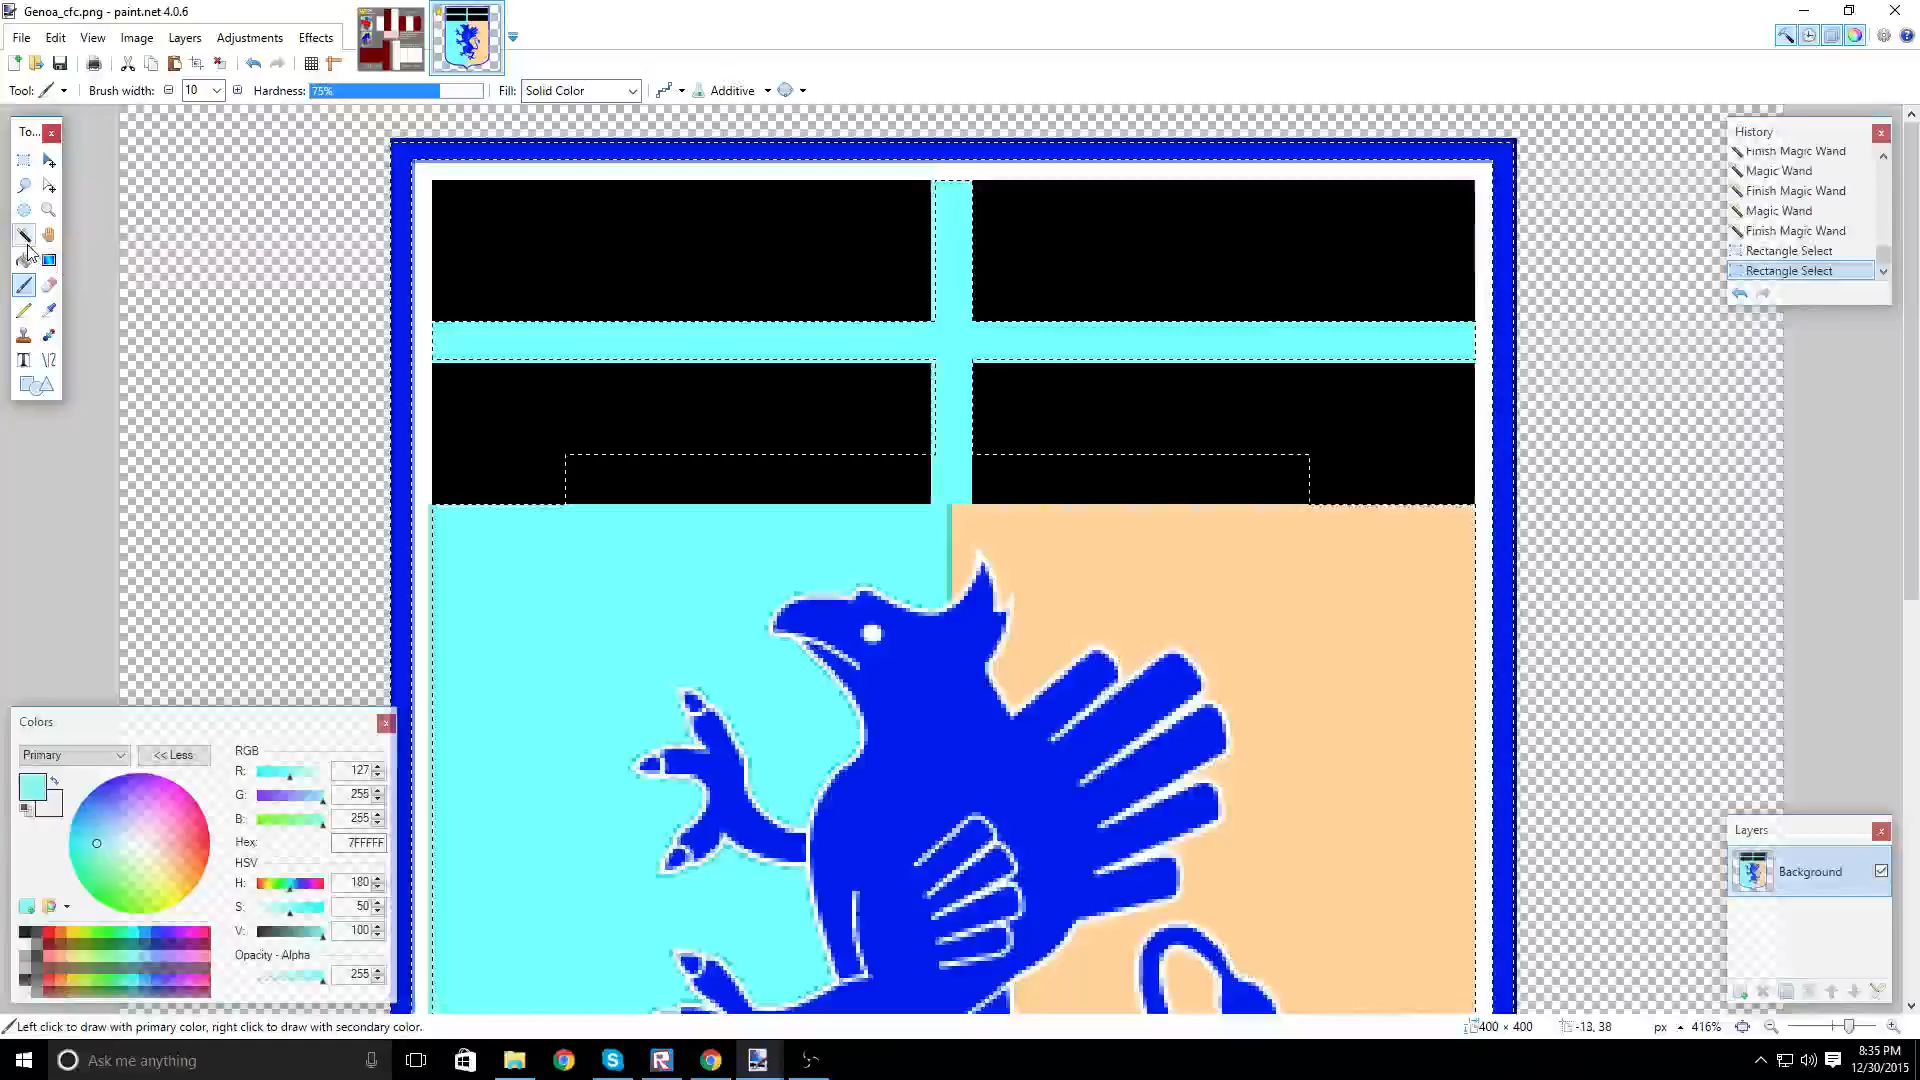 Genoa_cfc.png - paint.net 4.0.6
File Edit View Image Layers Adjustments Effects
Tool: Brush width: 10 Hardness: 75% Fill: Solid Color Additive
To...
History
Finish Magic Wand
Magic Wand
Finish Magic Wand
Magic Wand
Finish Magic Wand
Rectangle Select
Rectangle Select
Colors
Primary << Less RGB
R: 127
G: 255
B: 255
Hex: 7FFFFF
HSV
H: 180
S: 50
V: 100
Opacity - Alpha
255
Layers
Background
Left click to draw with primary color, right click to draw with secondary color.
400 × 400 -13, 38 px 416%
Ask me anything
8:35 PM
12/30/2015